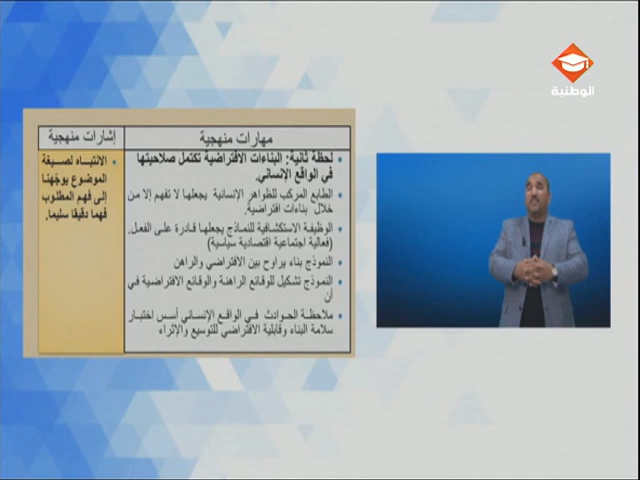 الوطنية
مهارات منهجية
لحظة ثانية: البناءات الافتراضية تكتمل صلاحيتها
في الواقع الإنساني.
الطابع المركب للظواهر الإنسانية يجعلها لا تفهم إلا من
خلال بناءات افتراضية.
الوظيفة الاستكشافية للنماذج يجعلها قادرة على الفعل.
(فعالية اجتماعية اقتصادية سياسية)
النموذج بناء يراوح بين الافتراضي والراهن
النموذج تشكيل للوقائع الراهنة والوقائع الافتراضية في
آن
ملاحظة الحوادث في الواقع الإنساني أسس اختبار
سلامة البناء وقابلية الافتراضي للتوسيع والإثراء
إشارات منهجية
الانتباه لصيغة
الموضوع يوجّهنا
إلى فهم المطلوب
فهما دقيقا سليما.